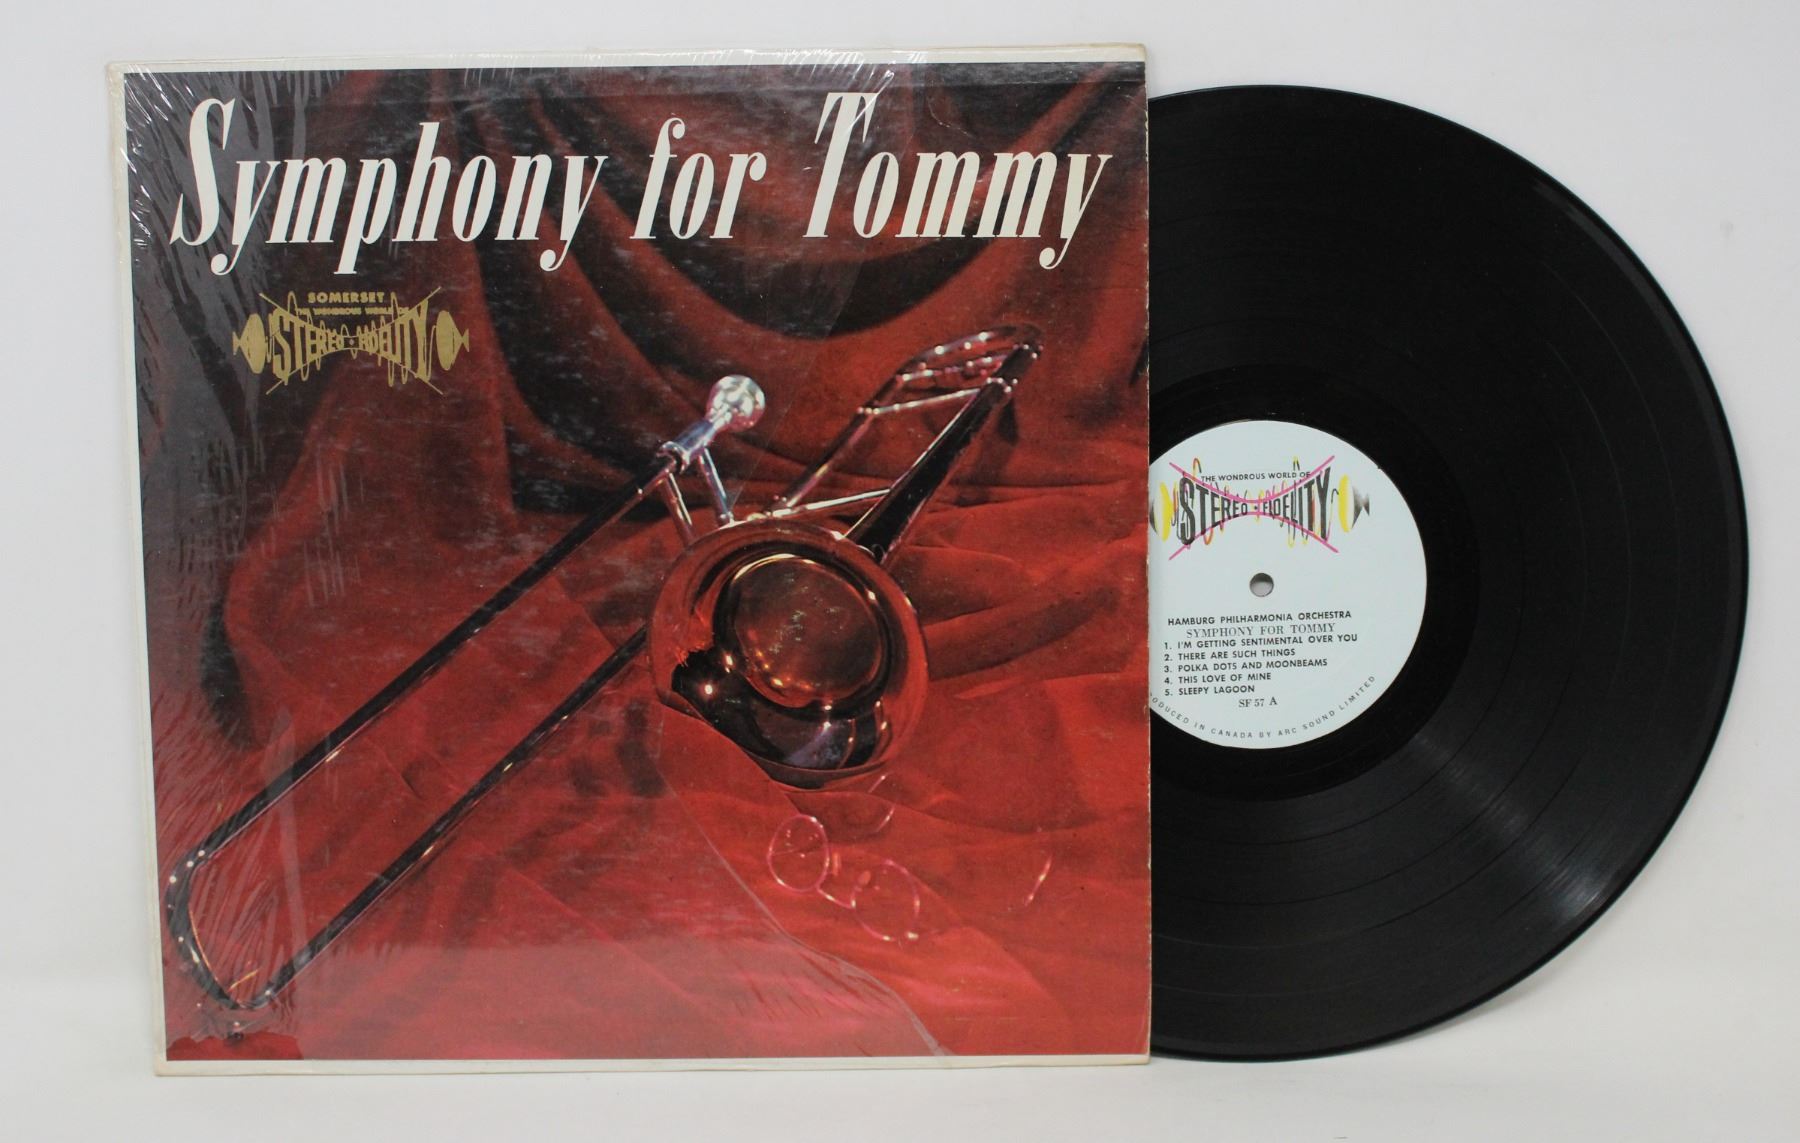 Symphony for Tommy
SOMERSET
THE WONDROUS WORLD OF
STEREO • FIDELITY
THE WONDROUS WORLD OF
STEREO • FIDELITY
HAMBURG PHILHARMONIA ORCHESTRA
SYMPHONY FOR TOMMY
1. I'M GETTING SENTIMENTAL OVER YOU
2. THERE ARE SUCH THINGS
3. POLKA DOTS AND MOONBEAMS
4. THIS LOVE OF MINE
5. SLEEPY LAGOON
SF 57 A
ODUCED IN CANADA BY ARC SOUND LIMITED